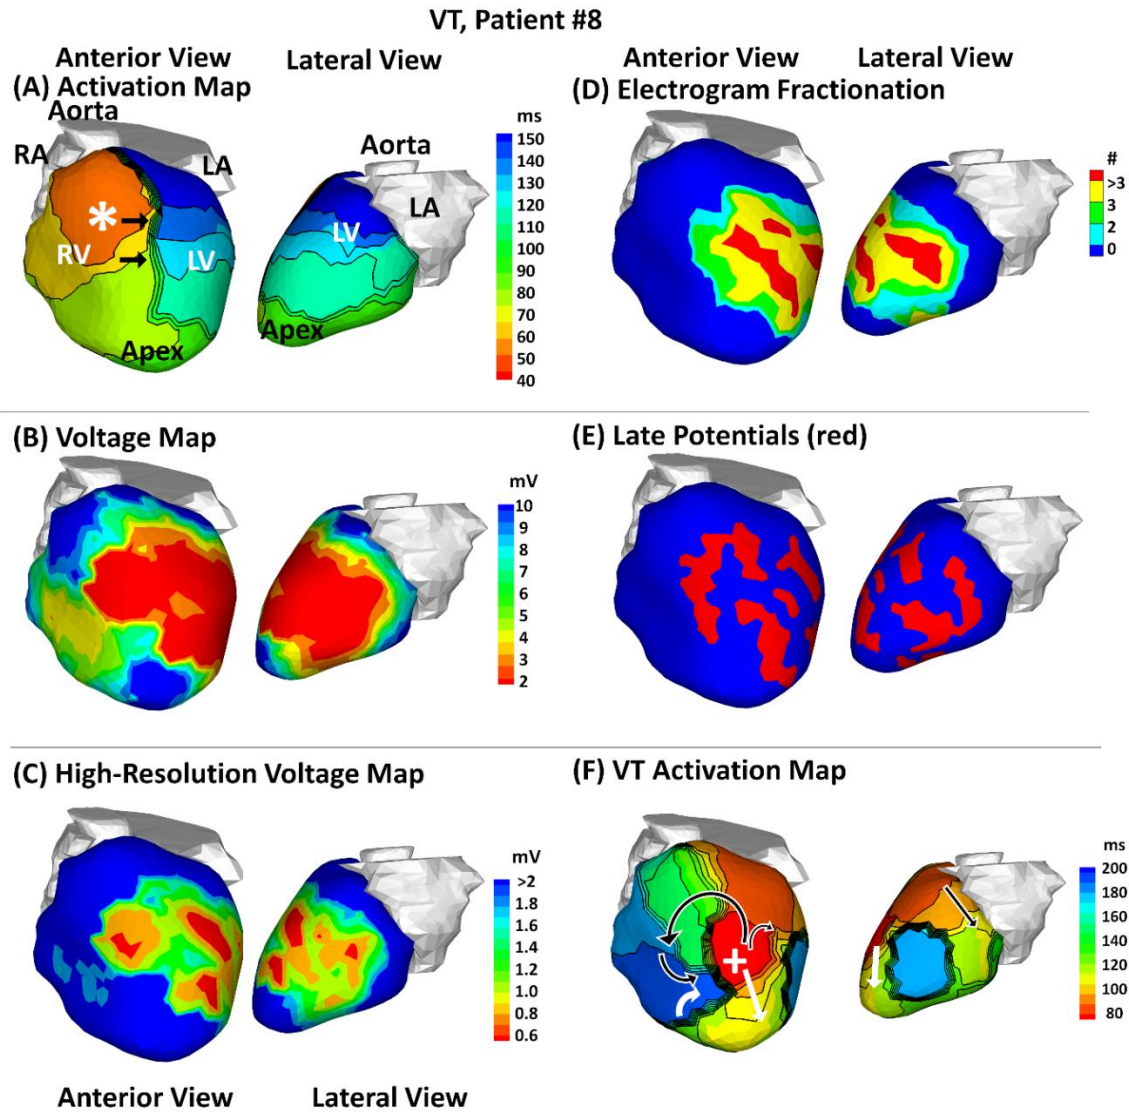 VT, Patient #8
Anterior View
Lateral View
(A) Activation Map
Aorta
RA
LA
*
RV
LV
Apex
Aorta
LA
LV
Apex
ms
150
140
130
120
110
100
90
80
70
60
50
40
Anterior View
Lateral View
(D) Electrogram Fractionation
#
>3
3
2
0
(B) Voltage Map
mV
10
9
8
7
6
5
4
3
2
(E) Late Potentials (red)
(C) High-Resolution Voltage Map
mV
>2
1.8
1.6
1.4
1.2
1.0
0.8
0.6
Anterior View
Lateral View
(F) VT Activation Map
+
ms
200
180
160
140
120
100
80